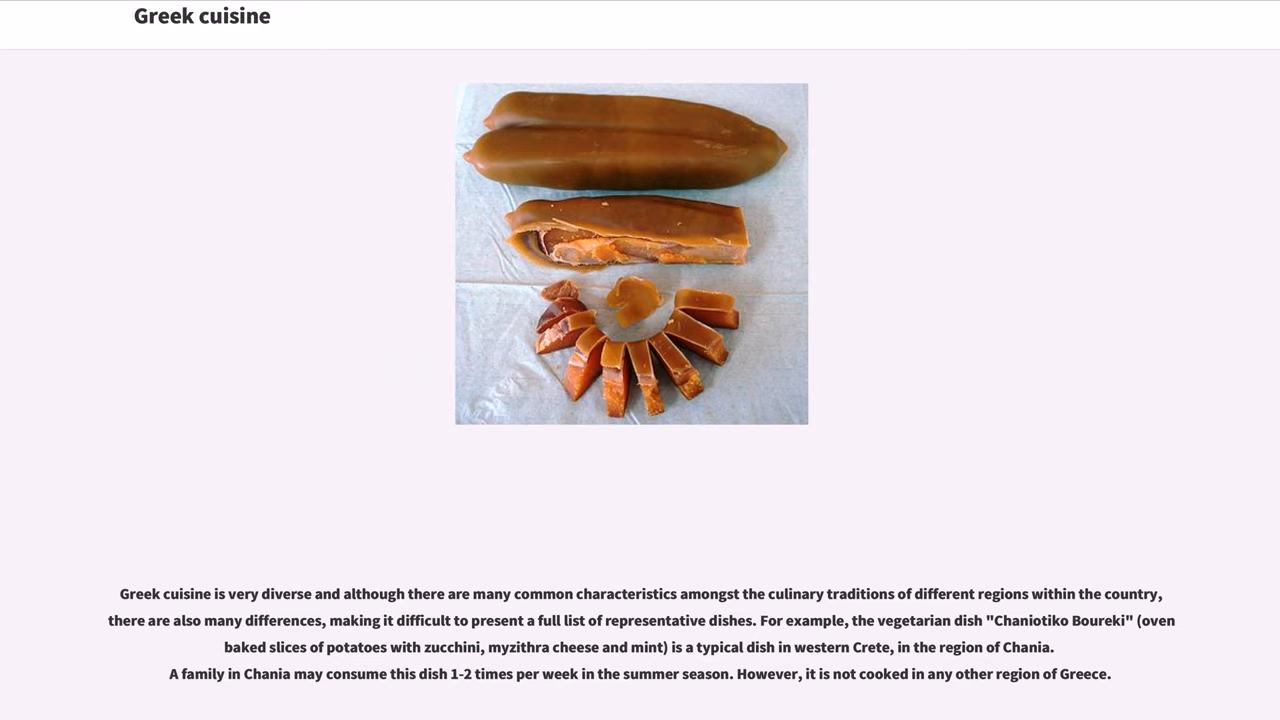 Greek cuisine
Greek cuisine is very diverse and although there are many common characteristics amongst the culinary traditions of different regions within the country,
there are also many differences, making it difficult to present a full list of representative dishes. For example, the vegetarian dish "Chaniotiko Boureki" (oven
baked slices of potatoes with zucchini, myzithra cheese and mint) is a typical dish in western Crete, in the region of Chania.
A family in Chania may consume this dish 1-2 times per week in the summer season. However, it is not cooked in any other region of Greece.